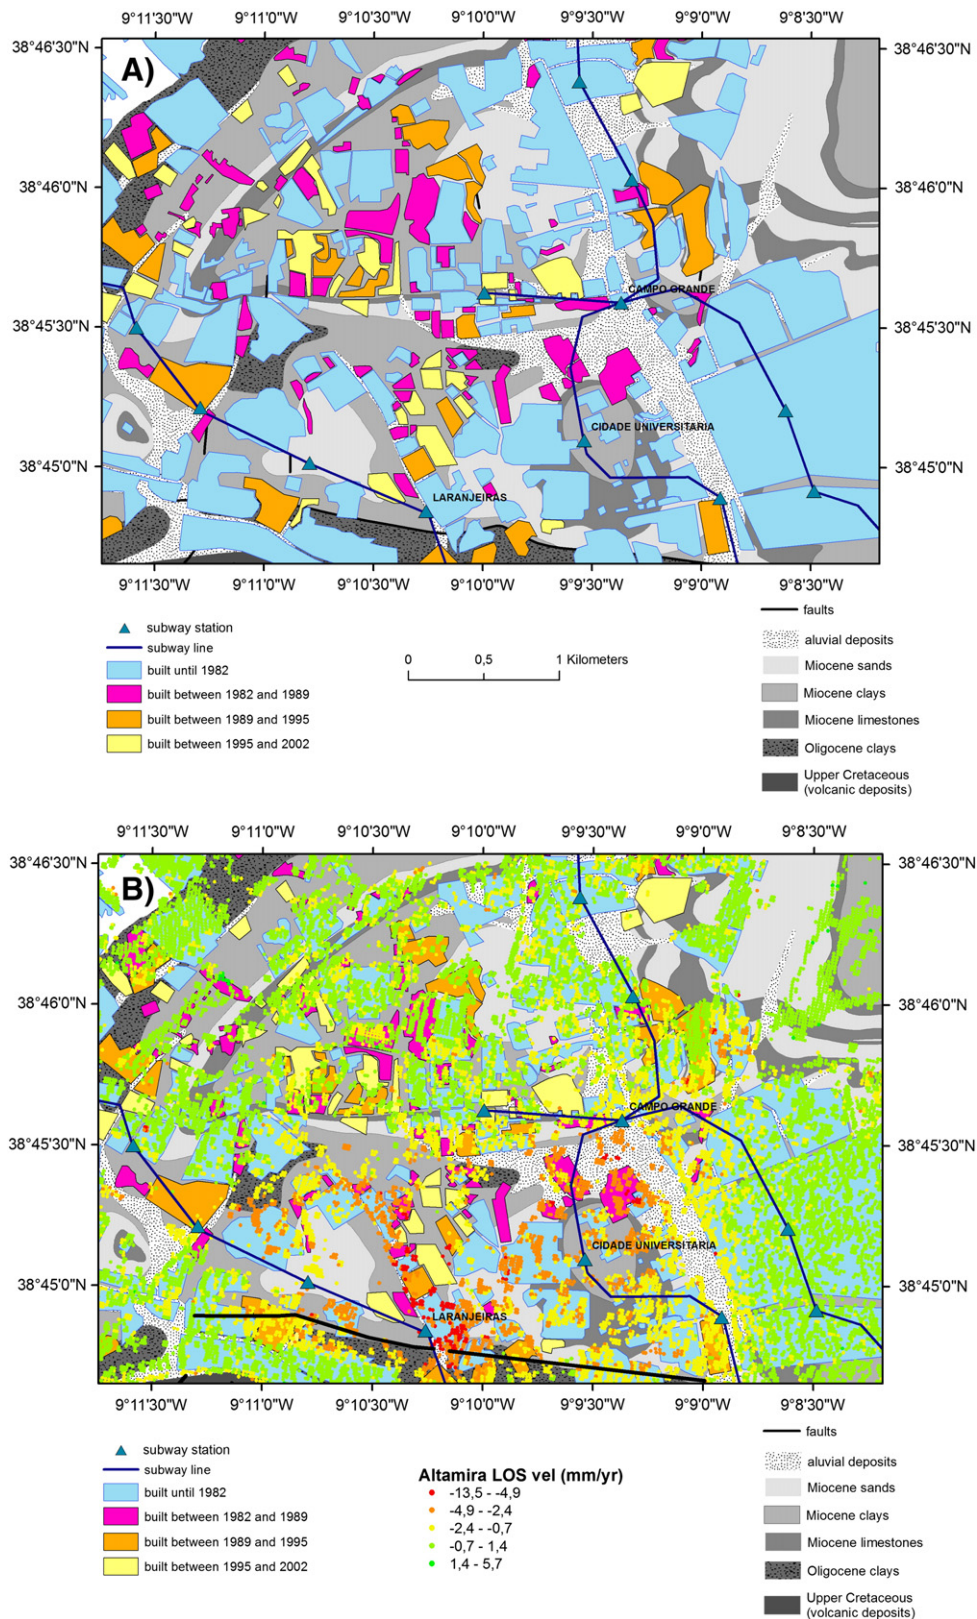 9°11'30"W 9°11'0"W 9°10'30"W 9°10'0"W 9°9'30"W 9°9'0"W 9°8'30"W
38°46'30"N 38°46'30"N
A)
38°46'0"N 38°46'0"N
CAMPO GRANDE
38°45'30"N 38°45'30"N
CIDADE UNIVERSITARIA
38°45'0"N 38°45'0"N
LARANJEIRAS
9°11'30"W 9°11'0"W 9°10'30"W 9°10'0"W 9°9'30"W 9°9'0"W 9°8'30"W
subway station
subway line
built until 1982
built between 1982 and 1989
built between 1989 and 1995
built between 1995 and 2002
0 0,5 1 Kilometers
faults
aluvial deposits
Miocene sands
Miocene clays
Miocene limestones
Oligocene clays
Upper Cretaceous
(volcanic deposits)
9°11'30"W 9°11'0"W 9°10'30"W 9°10'0"W 9°9'30"W 9°9'0"W 9°8'30"W
38°46'30"N 38°46'30"N
B)
38°46'0"N 38°46'0"N
CAMPO GRANDE
38°45'30"N 38°45'30"N
CIDADE UNIVERSITARIA
38°45'0"N 38°45'0"N
LARANJEIRAS
9°11'30"W 9°11'0"W 9°10'30"W 9°10'0"W 9°9'30"W 9°9'0"W 9°8'30"W
subway station
subway line
built until 1982
built between 1982 and 1989
built between 1989 and 1995
built between 1995 and 2002
Altamira LOS vel (mm/yr)
-13,5 - -4,9
-4,9 - -2,4
-2,4 - -0,7
-0,7 - 1,4
1,4 - 5,7
faults
aluvial deposits
Miocene sands
Miocene clays
Miocene limestones
Oligocene clays
Upper Cretaceous
(volcanic deposits)